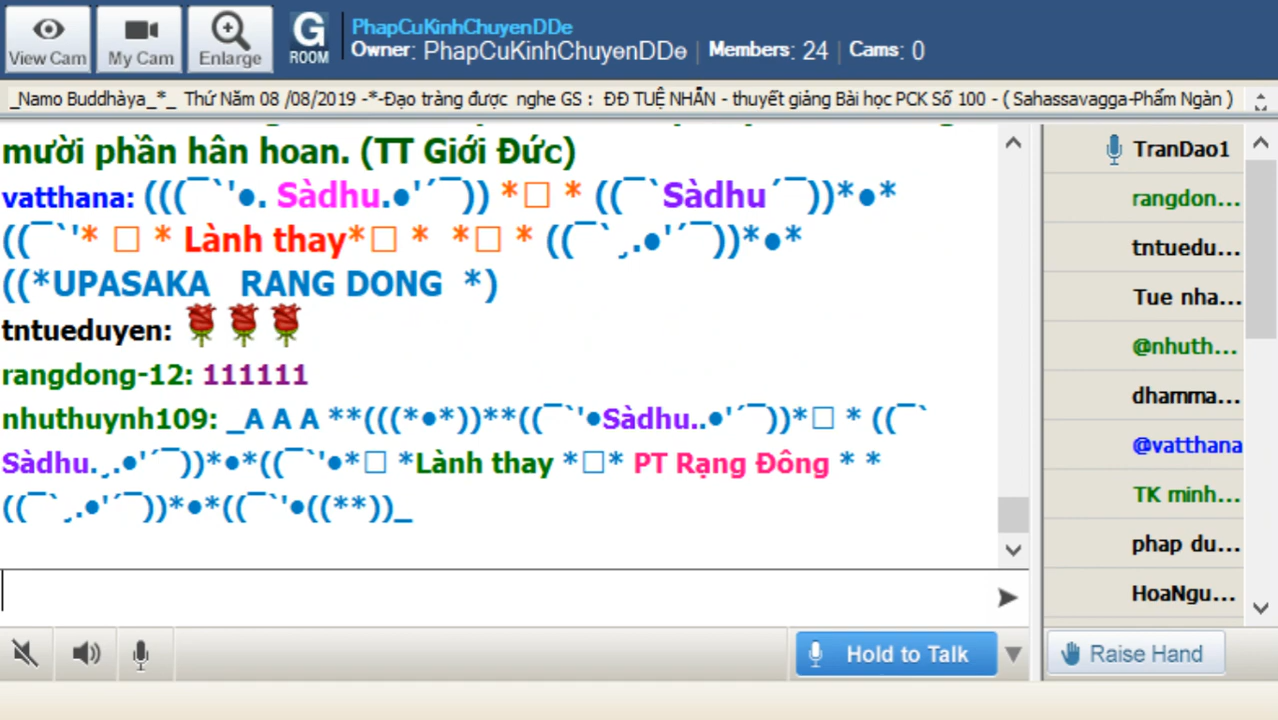 View Cam
My Cam
Enlarge
G ROOM
PhapCuKinhChuyenDDe
Owner: PhapCuKinhChuyenDDe | Members: 24 | Cams: 0
_Namo Buddhàya_*_ Thứ Năm 08 /08/2019 -*-Đạo tràng được nghe GS : ĐĐ TUỆ NHẪN - thuyết giảng Bài học PCK Số 100 - ( Sahassavagga-Phẩm Ngàn )
mười phần hân hoan. (TT Giới Đức)
vatthana: (((¯`'●. Sàdhu.●'´¯)) *□ * ((¯`Sàdhu´¯))*●*
((¯`'* □ * Lành thay*□ * *□ * ((¯`¸.●'´¯))*●*
((*UPASAKA RANG DONG *)
tntueduyen: 🌹🌹🌹
rangdong-12: 111111
nhuthuynh109: _A A A **(((*●*))**((¯`'●Sàdhu..●'´¯))*□ * ((¯`
Sàdhu.¸.●'´¯))*●*((¯`'●*□ *Lành thay *□* PT Rạng Đông * *
((¯`¸.●'´¯))*●*((¯`'●((**))_
TranDao1
rangdon...
tntuedu...
Tue nha...
@nhuth...
dhamma...
@vatthana
TK minh...
phap du...
HoaNgu...
Hold to Talk
Raise Hand